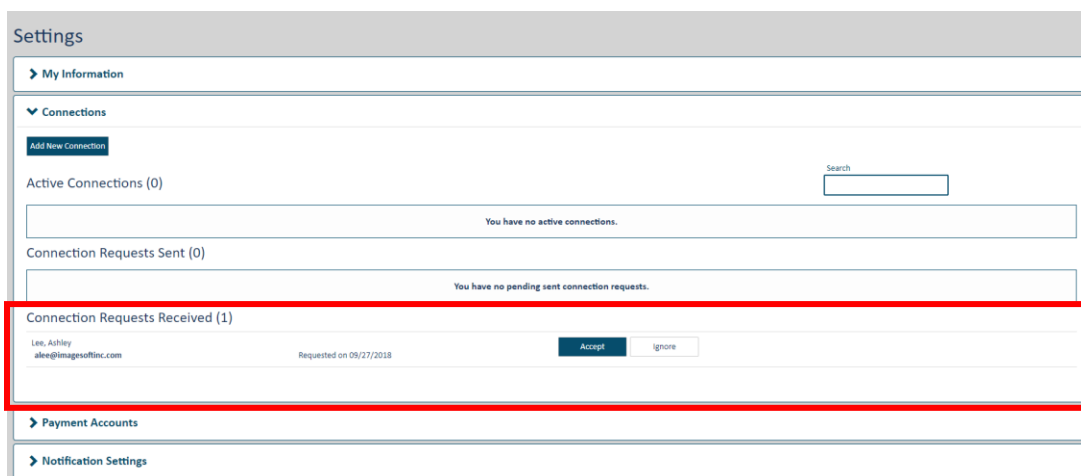 Settings
My Information
Connections
Add New Connection
Search
Active Connections (0)
You have no active connections.
Connection Requests Sent (0)
You have no pending sent connection requests.
Connection Requests Received (1)
Lee, Ashley
alee@imagesoftinc.com Requested on 09/27/2018 Accept Ignore
Payment Accounts
Notification Settings